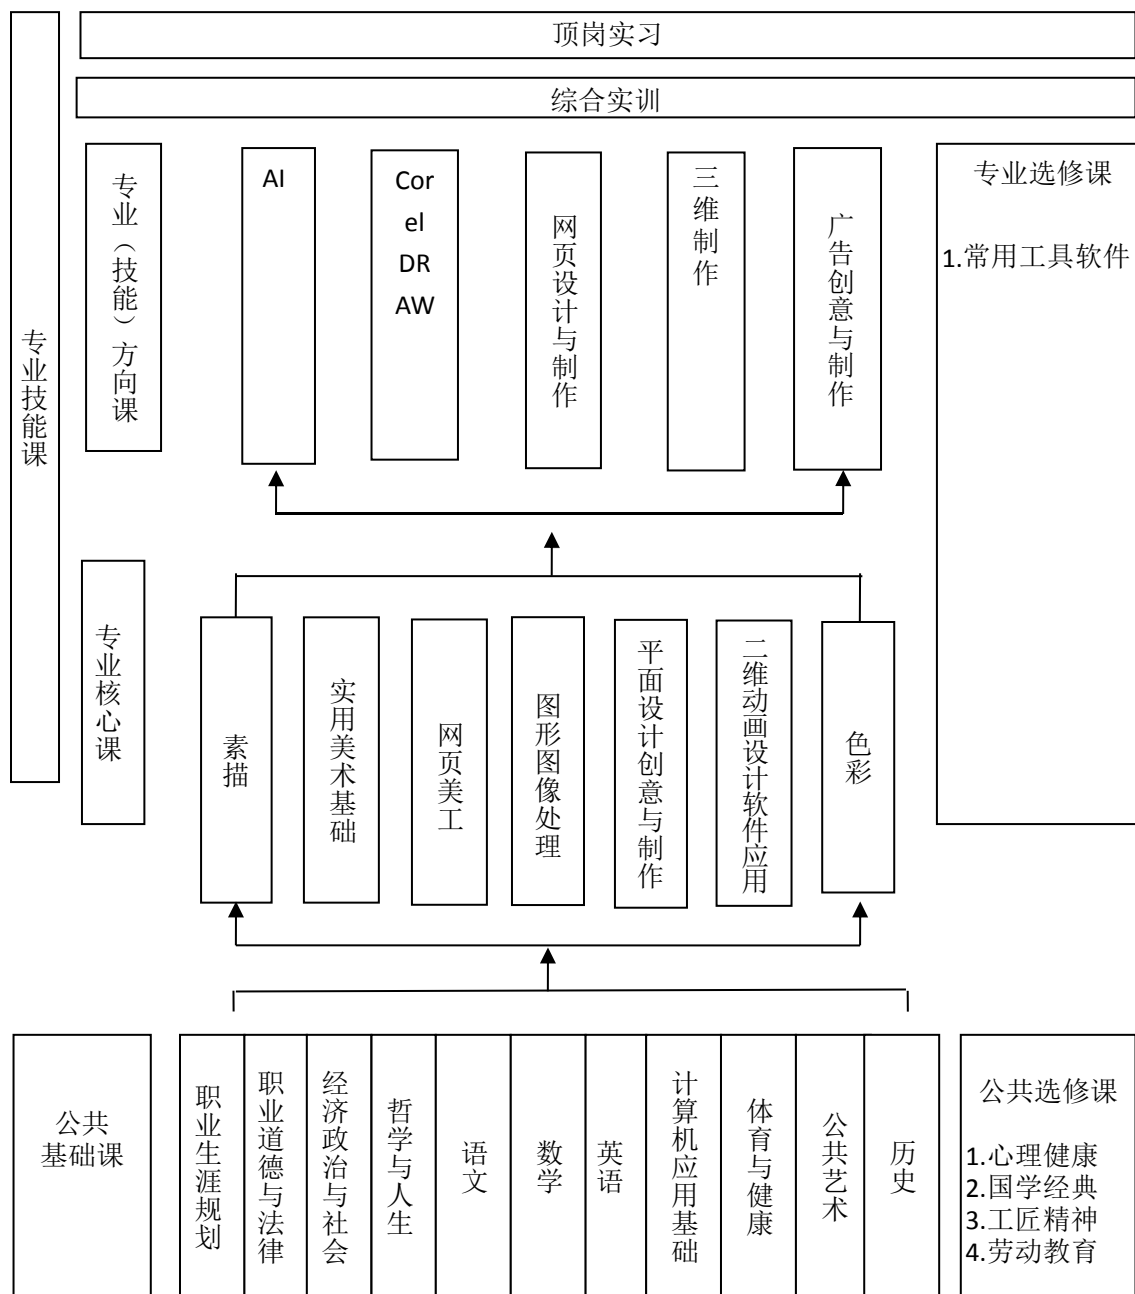 顶岗实习
综合实训
专业技能课
专业（技能）方向课
AI
Cor
el
DR
AW
网页设计与制作
三维制作
广告创意与制作
专业选修课
1.常用工具软件
专业核心课
素描
实用美术基础
网页美工
图形图像处理
平面设计创意与制作
二维动画设计软件应用
色彩
公共
基础课
职业生涯规划
职业道德与法律
经济政治与社会
哲学与人生
语文
数学
英语
计算机应用基础
体育与健康
公共艺术
历史
公共选修课
1.心理健康
2.国学经典
3.工匠精神
4.劳动教育